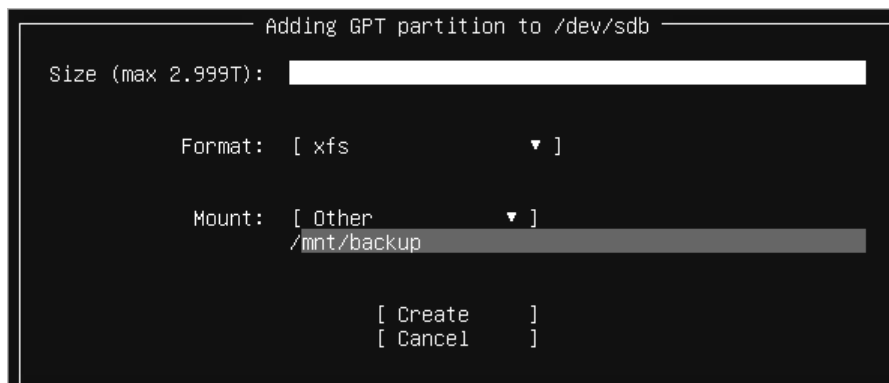 Adding GPT partition to /dev/sdb
Size (max 2.999T):
Format: [ xfs ▾ ]
Mount: [ Other ▾ ]
/mnt/backup
[ Create ]
[ Cancel ]